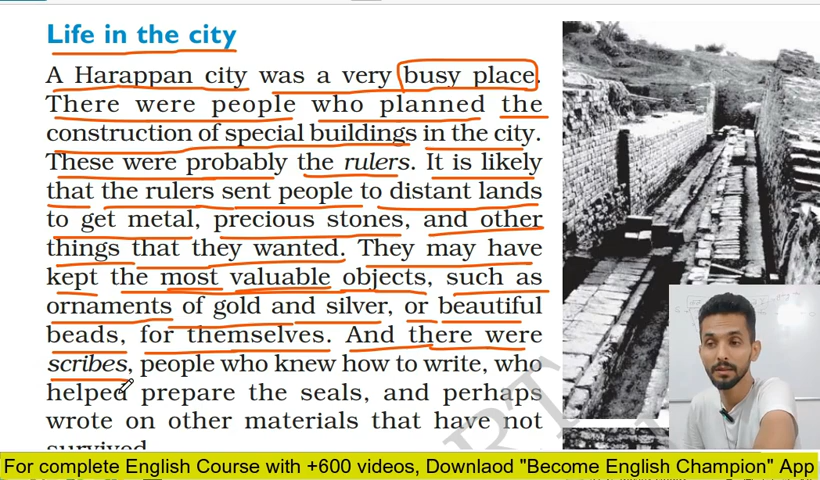 Life in the city
A Harappan city was a very busy place.
There were people who planned the
construction of special buildings in the city.
These were probably the rulers. It is likely
that the rulers sent people to distant lands
to get metal, precious stones, and other
things that they wanted. They may have
kept the most valuable objects, such as
ornaments of gold and silver, or beautiful
beads, for themselves. And there were
scribes, people who knew how to write, who
helped prepare the seals, and perhaps
wrote on other materials that have not
survived.
For complete English Course with +600 videos, Downlaod "Become English Champion" App